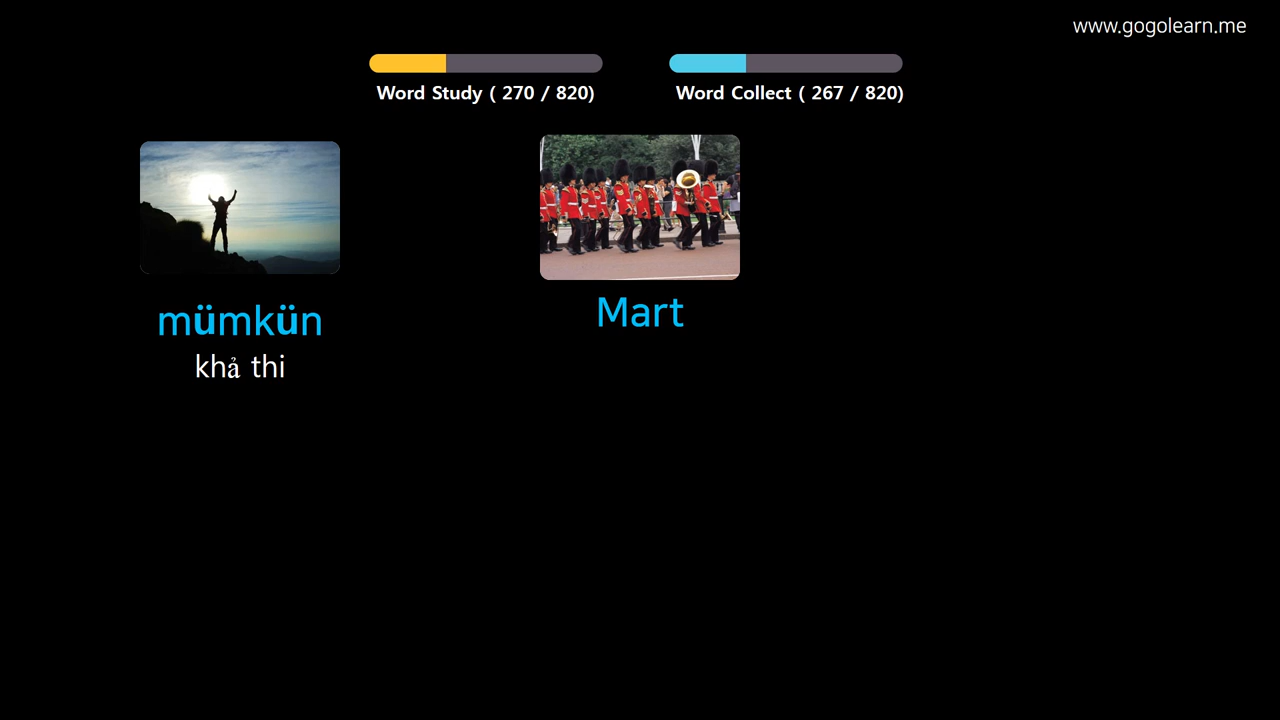 www.gogolearn.me
Word Study ( 270 / 820)
Word Collect ( 267 / 820)
mümkün
khả thi
Mart